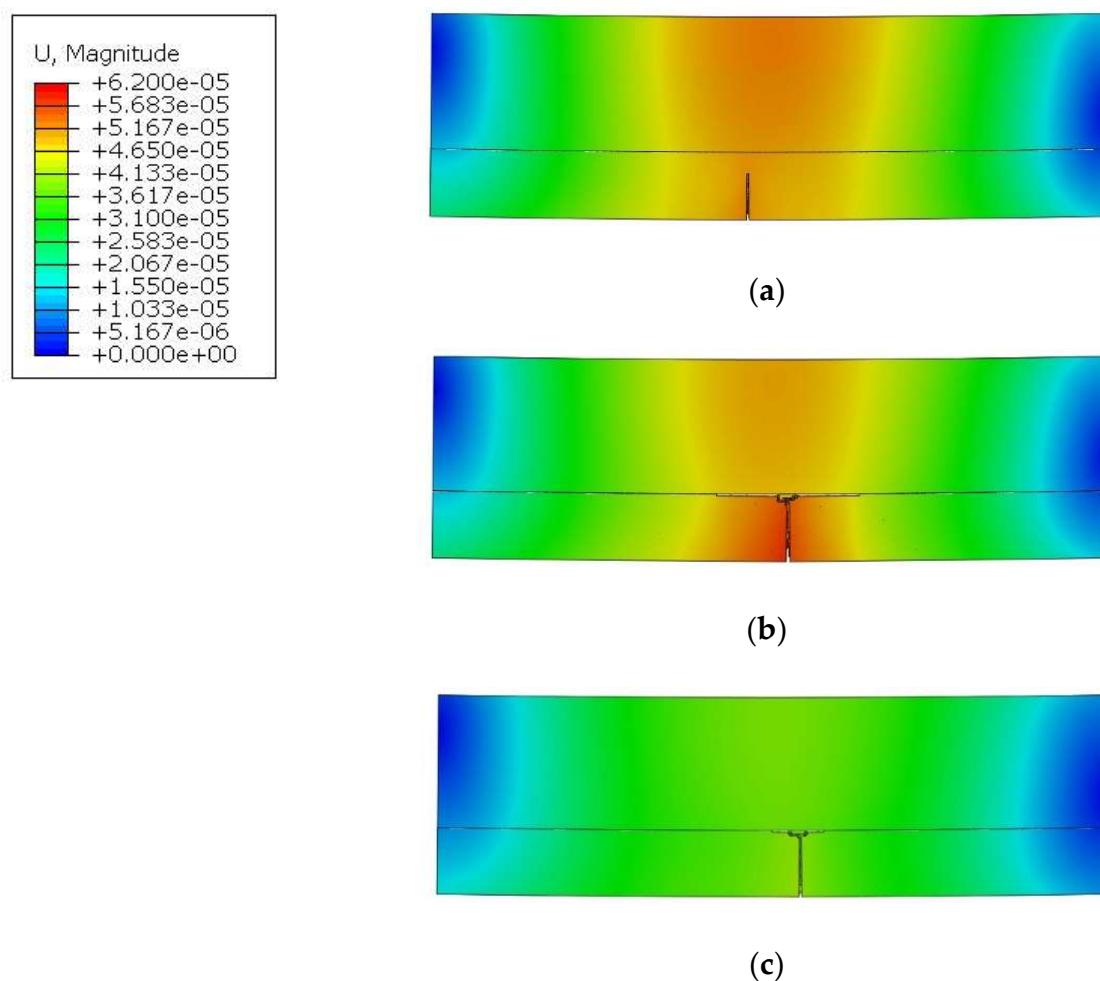 U, Magnitude
+6.200e-05
+5.683e-05
+5.167e-05
+4.650e-05
+4.133e-05
+3.617e-05
+3.100e-05
+2.583e-05
+2.067e-05
+1.550e-05
+1.033e-05
+5.167e-06
+0.000e+00
(a)
(b)
(c)